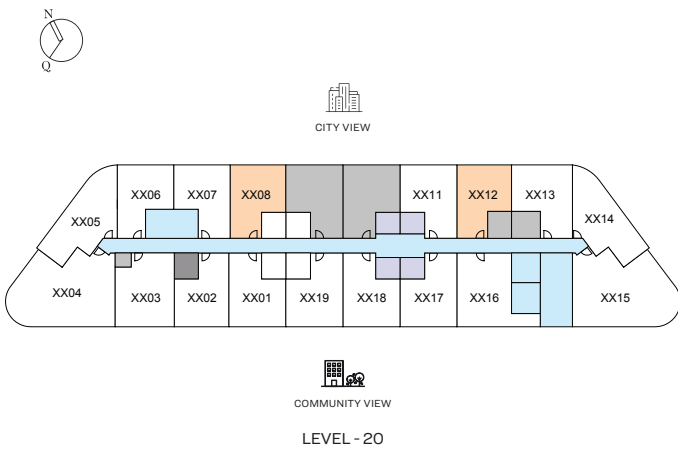 N
Q
CITY VIEW
XX06 XX07 XX08 XX11 XX12 XX13
XX05 XX14
XX04 XX03 XX02 XX01 XX19 XX18 XX17 XX16 XX15
COMMUNITY VIEW
LEVEL - 20